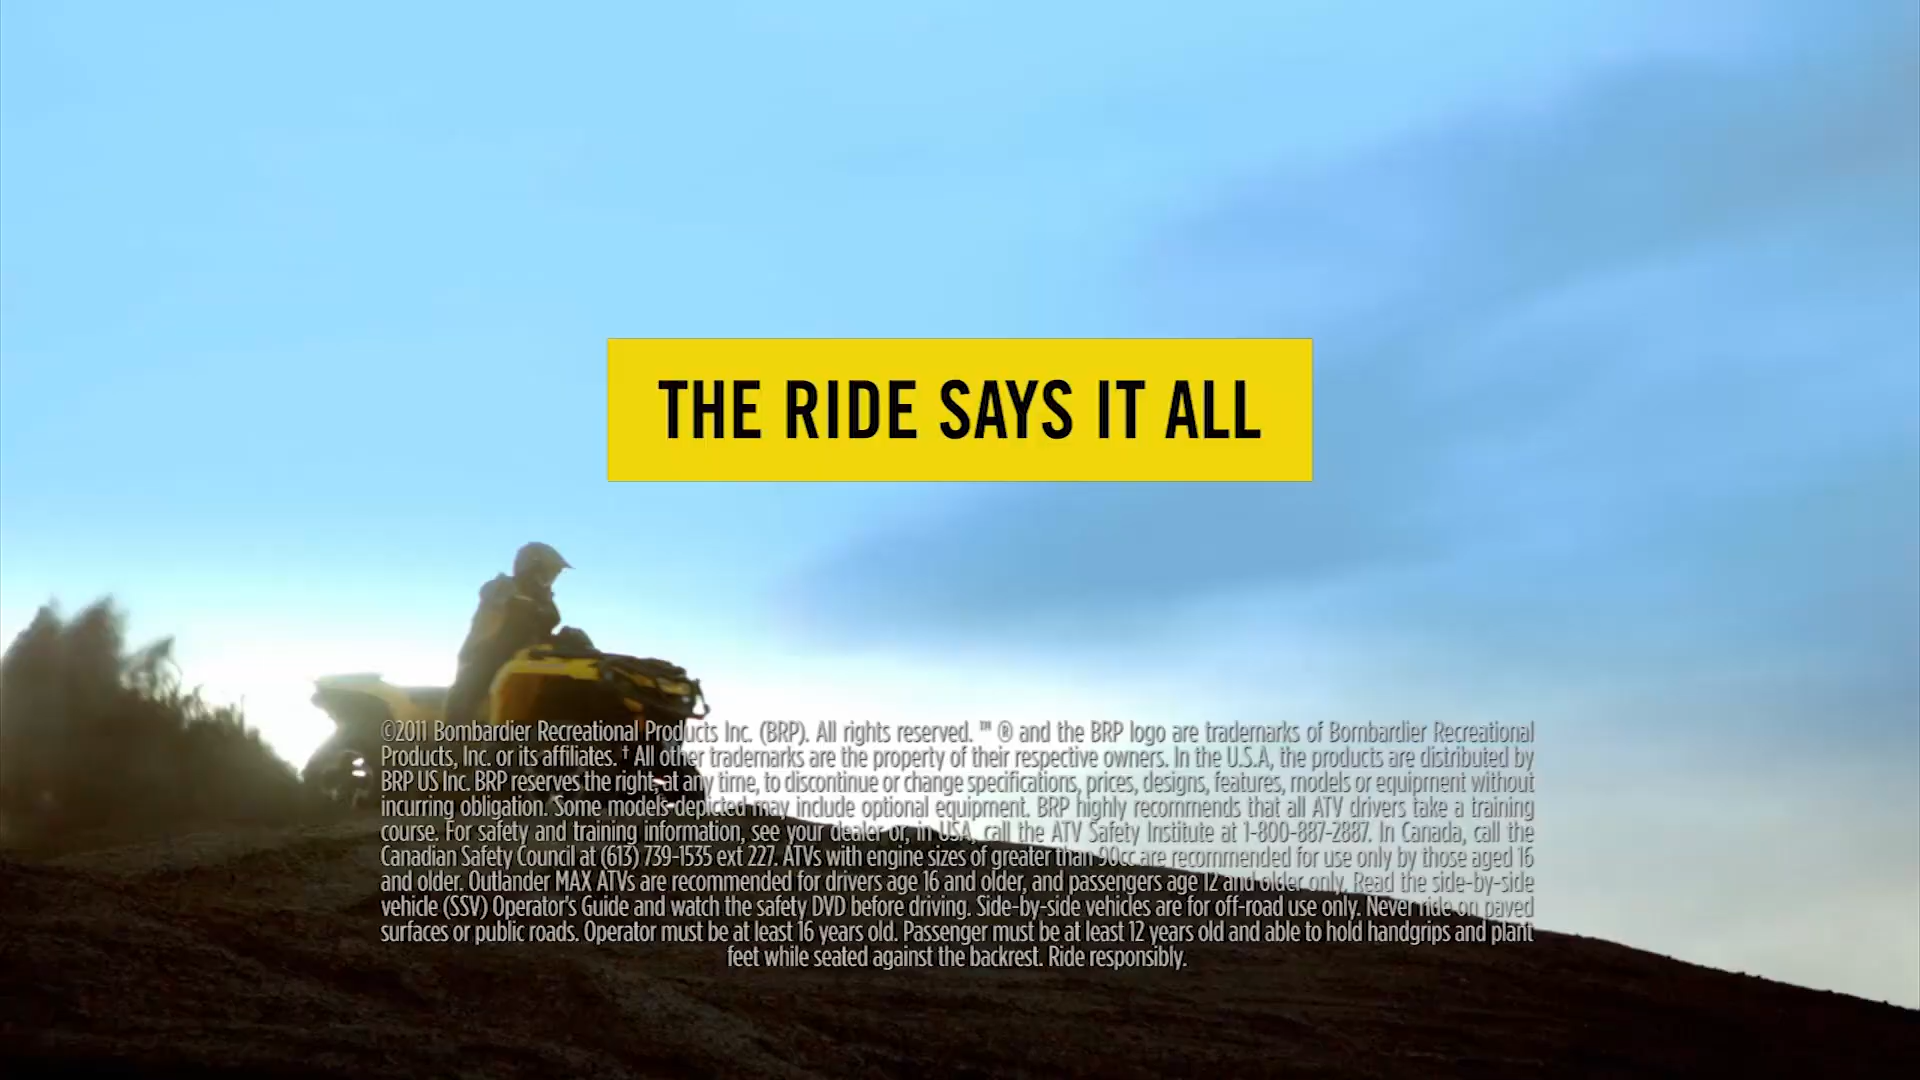 THE RIDE SAYS IT ALL
©2011 Bombardier Recreational Products Inc. (BRP). All rights reserved. ™ ® and the BRP logo are trademarks of Bombardier Recreational
Products, Inc. or its affiliates. † All other trademarks are the property of their respective owners. In the U.S.A, the products are distributed by
BRP US Inc. BRP reserves the right, at any time, to discontinue or change specifications, prices, designs, features, models or equipment without
incurring obligation. Some models depicted may include optional equipment. BRP highly recommends that all ATV drivers take a training
course. For safety and training information, see your dealer or, in USA, call the ATV Safety Institute at 1-800-887-2887. In Canada, call the
Canadian Safety Council at (613) 739-1535 ext 227. ATVs with engine sizes of greater than 90cc are recommended for use only by those aged 16
and older. Outlander MAX ATVs are recommended for drivers age 16 and older, and passengers age 12 and older only. Read the side-by-side
vehicle (SSV) Operator's Guide and watch the safety DVD before driving. Side-by-side vehicles are for off-road use only. Never ride on paved
surfaces or public roads. Operator must be at least 16 years old. Passenger must be at least 12 years old and able to hold handgrips and plant
feet while seated against the backrest. Ride responsibly.